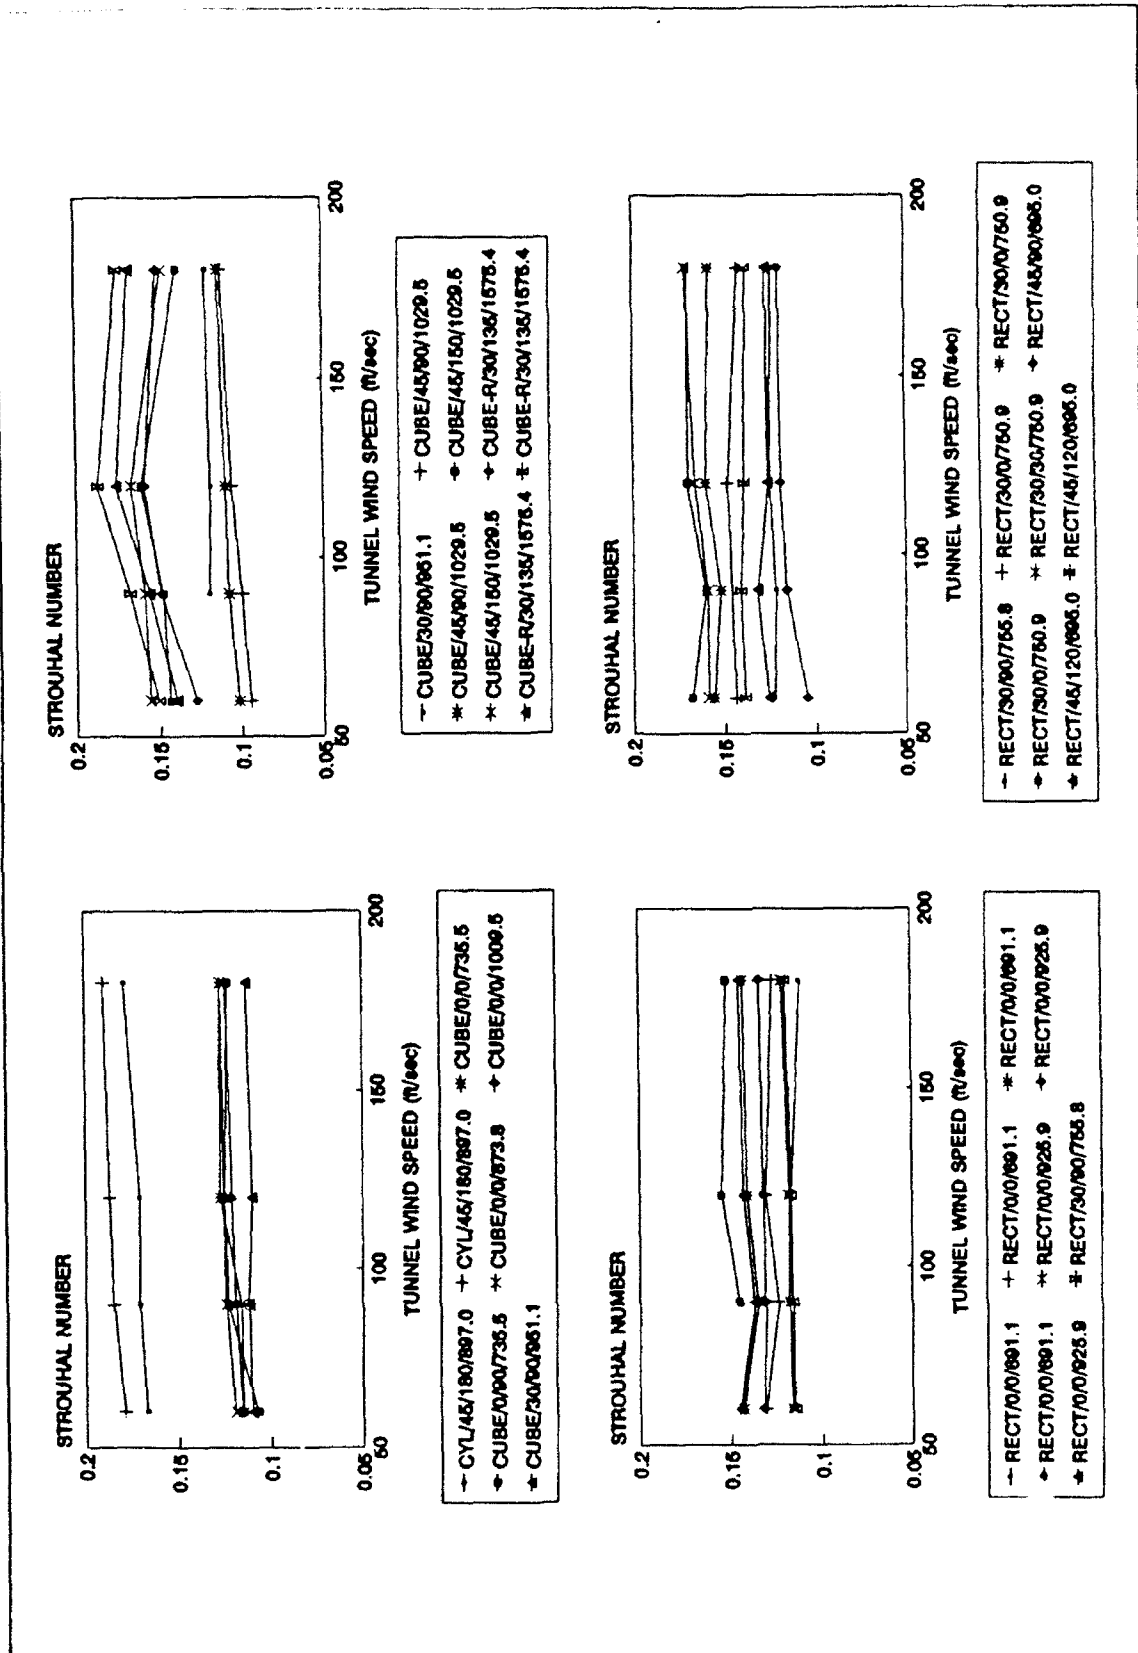 STROUHAL NUMBER
0.2
0.15
0.1
0.05
50
100
150
200
TUNNEL WIND SPEED (ft/sec)
CYL/45/180/897.0 CYL/45/180/897.0 CUBE/0/0/735.5
CUBE/0/90/735.5 CUBE/0/0/873.8 CUBE/0/0/1009.5
CUBE/30/90/951.1
STROUHAL NUMBER
0.2
0.15
0.1
0.05
50
100
150
200
TUNNEL WIND SPEED (ft/sec)
CUBE/30/90/951.1 CUBE/45/90/1029.5
CUBE/45/90/1029.5 CUBE/45/150/1029.5
CUBE/45/150/1029.5 CUBE-R/30/135/1575.4
CUBE-R/30/135/1575.4 CUBE-R/30/135/1575.4
STROUHAL NUMBER
0.2
0.15
0.1
0.05
50
100
150
200
TUNNEL WIND SPEED (ft/sec)
RECT/0/0/691.1 RECT/0/0/691.1 RECT/0/0/691.1
RECT/0/0/691.1 RECT/0/0/925.9 RECT/0/0/925.9
RECT/0/0/925.9 RECT/30/90/755.8
STROUHAL NUMBER
0.2
0.15
0.1
0.05
50
100
150
200
TUNNEL WIND SPEED (ft/sec)
RECT/30/90/755.8 RECT/30/0/750.9 RECT/30/0/750.9
RECT/30/0/750.9 RECT/30/30/750.9 RECT/45/90/695.0
RECT/45/120/695.0 RECT/45/120/695.0